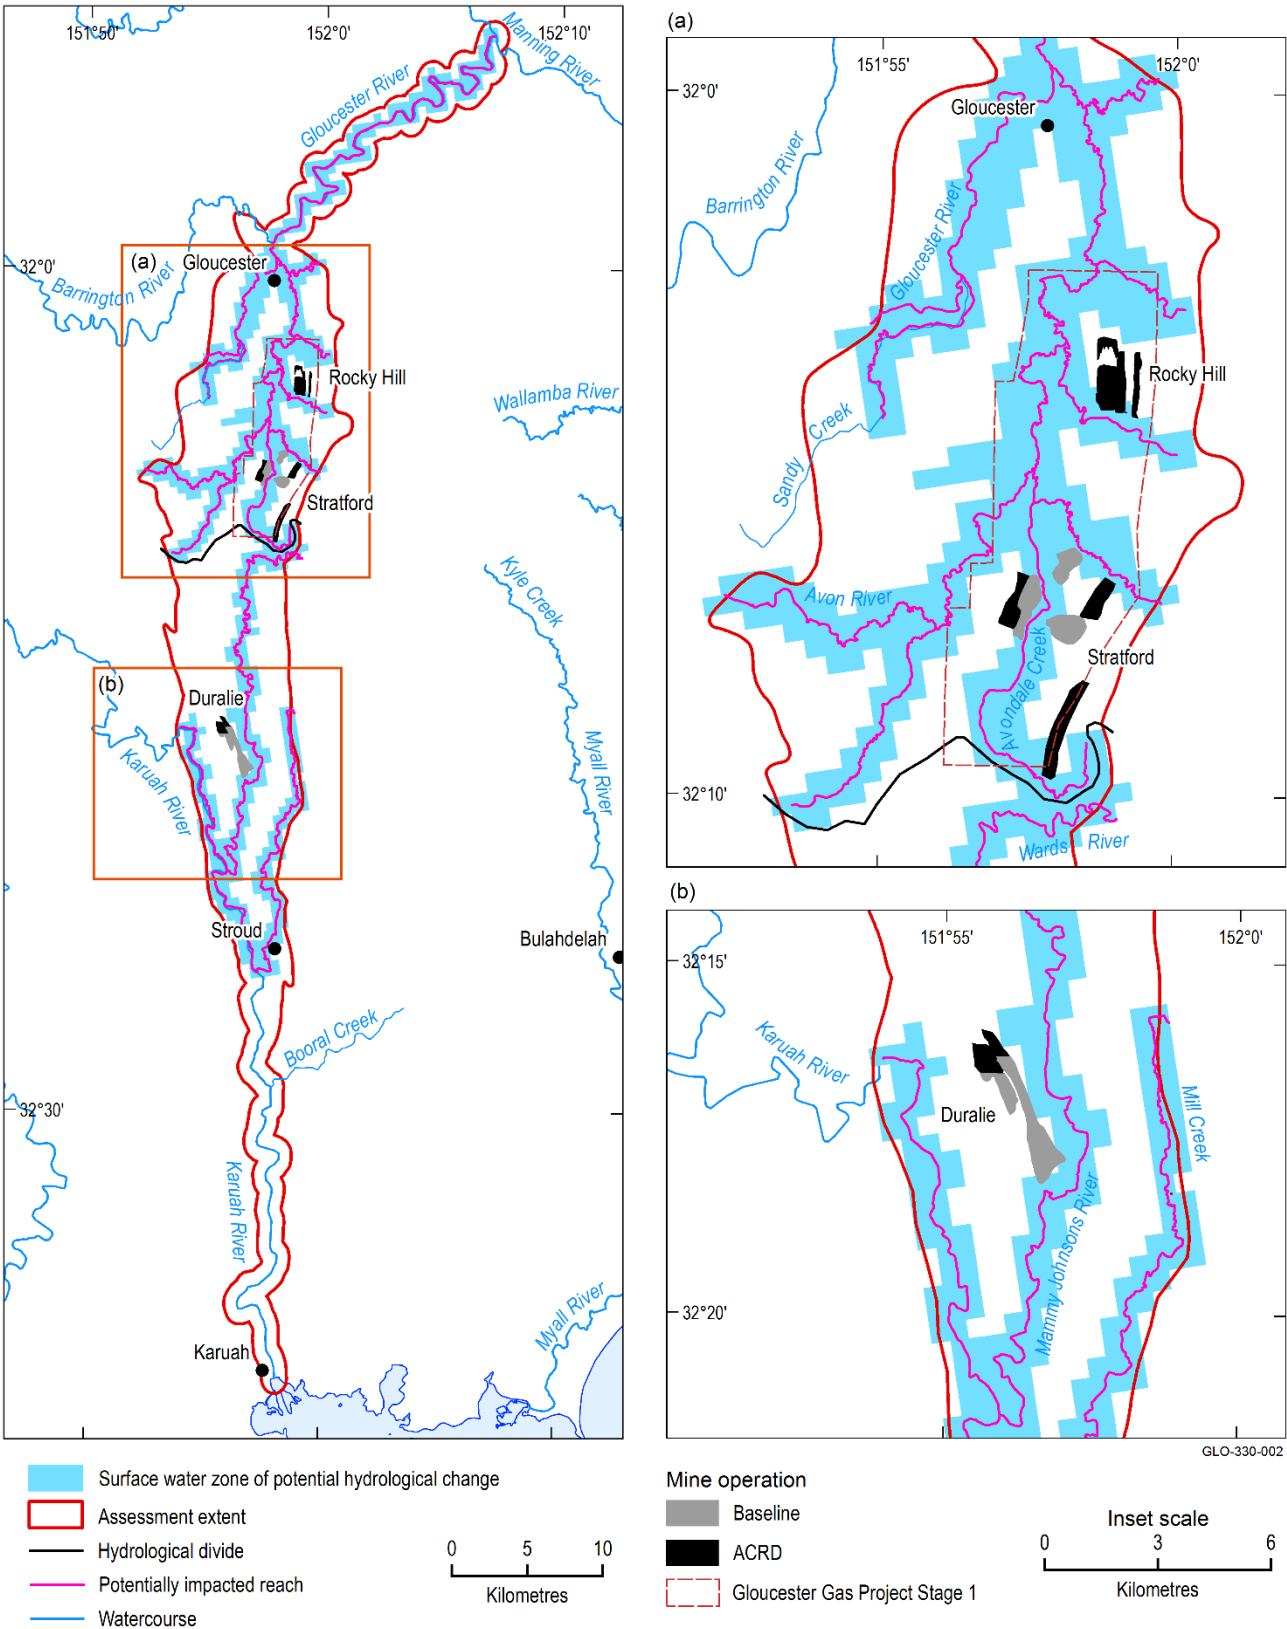 151°50'
152°0'
152°10'
Manning River
Gloucester River
32°0'
(a)
Gloucester
Barrington River
Rocky Hill
Wallamba River
Stratford
Kyle Creek
(b)
Duralie
Karuah River
Myall River
Stroud
Bulahdelah
Booral Creek
32°30'
Karuah River
Myall River
Karuah
(a)
151°55'
152°0'
32°0'
Gloucester
Barrington River
Gloucester River
Rocky Hill
Sandy Creek
Avon River
Stratford
Avondale Creek
32°10'
Wards River
(b)
151°55'
152°0'
32°15'
Karuah River
Duralie
Mill Creek
Mammy Johnsons River
32°20'
GLO-330-002
Surface water zone of potential hydrological change
Assessment extent
Hydrological divide
Potentially impacted reach
Watercourse
0 5 10
Kilometres
Mine operation
Baseline
ACRD
Gloucester Gas Project Stage 1
Inset scale
0 3 6
Kilometres